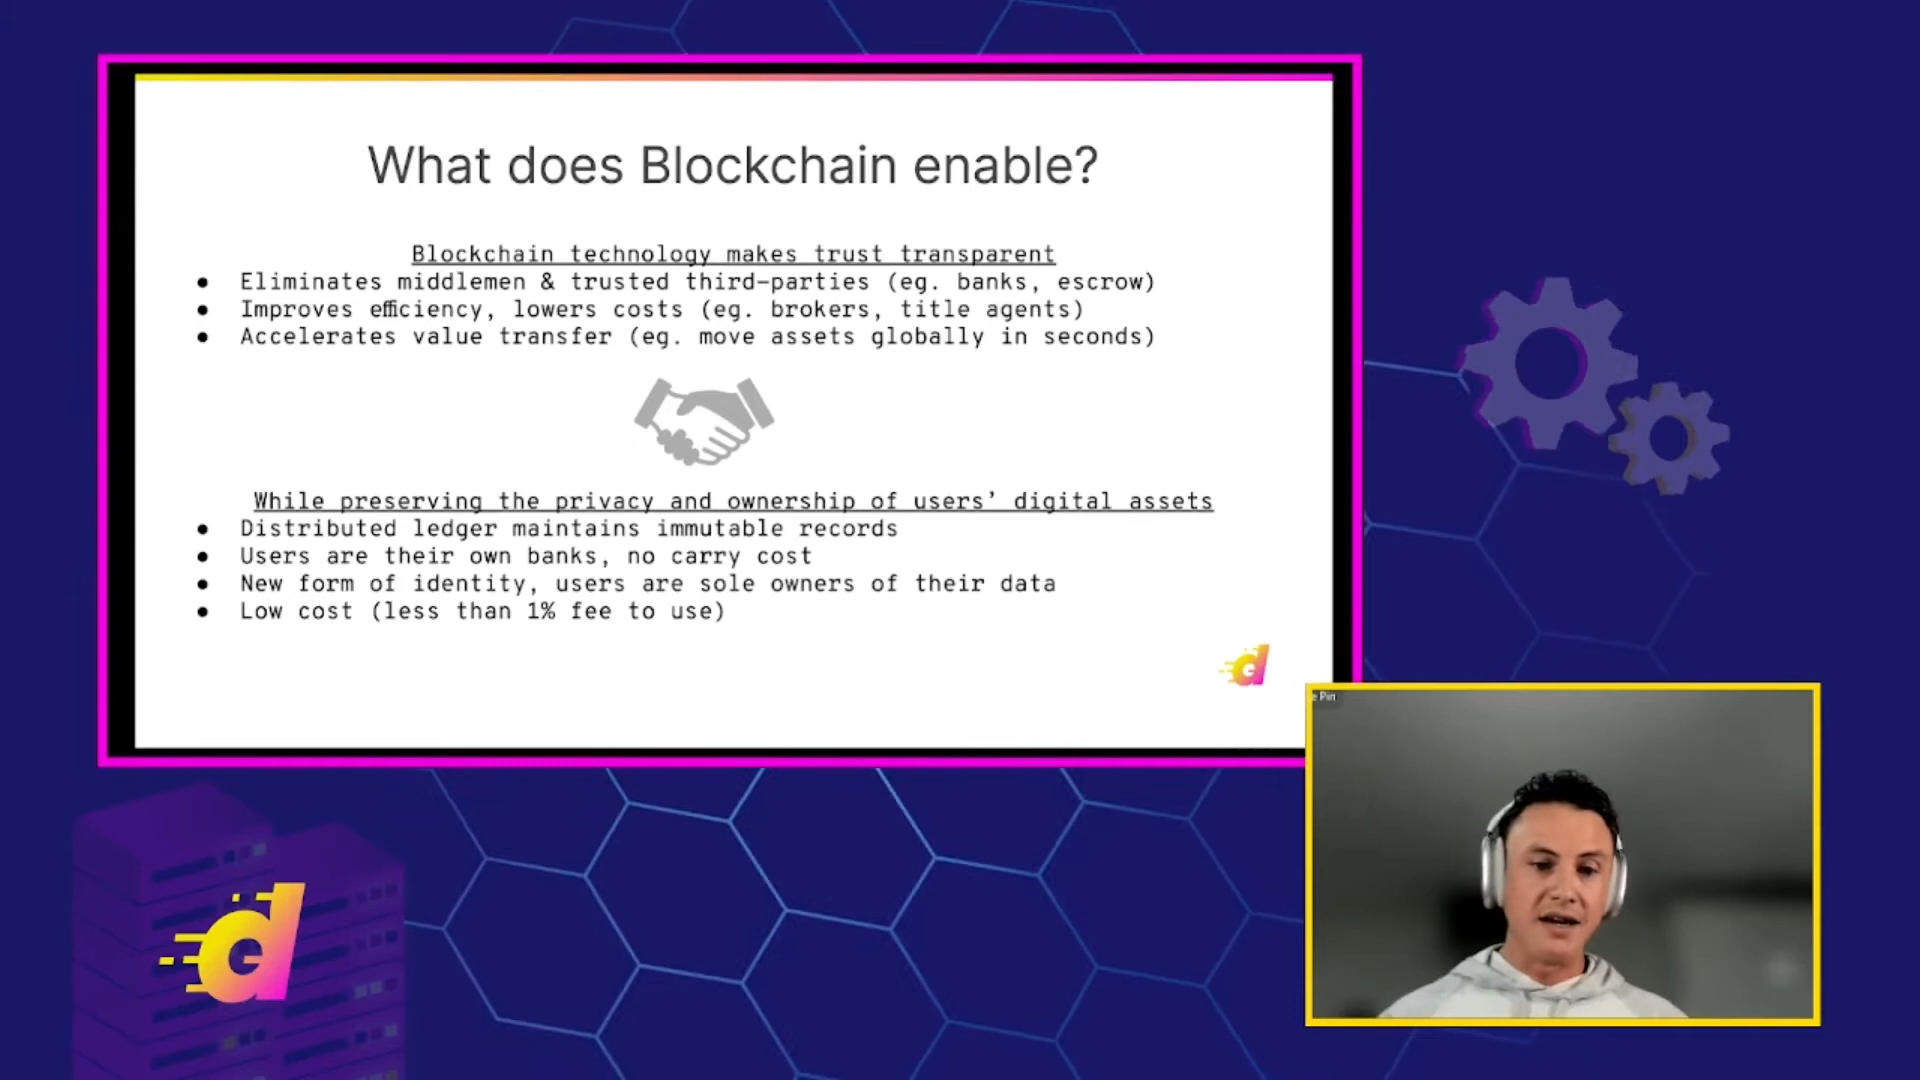 What does Blockchain enable?
Blockchain technology makes trust transparent
● Eliminates middlemen & trusted third-parties (eg. banks, escrow)
● Improves efficiency, lowers costs (eg. brokers, title agents)
● Accelerates value transfer (eg. move assets globally in seconds)
While preserving the privacy and ownership of users’ digital assets
● Distributed ledger maintains immutable records
● Users are their own banks, no carry cost
● New form of identity, users are sole owners of their data
● Low cost (less than 1% fee to use)
d
e Pin
d